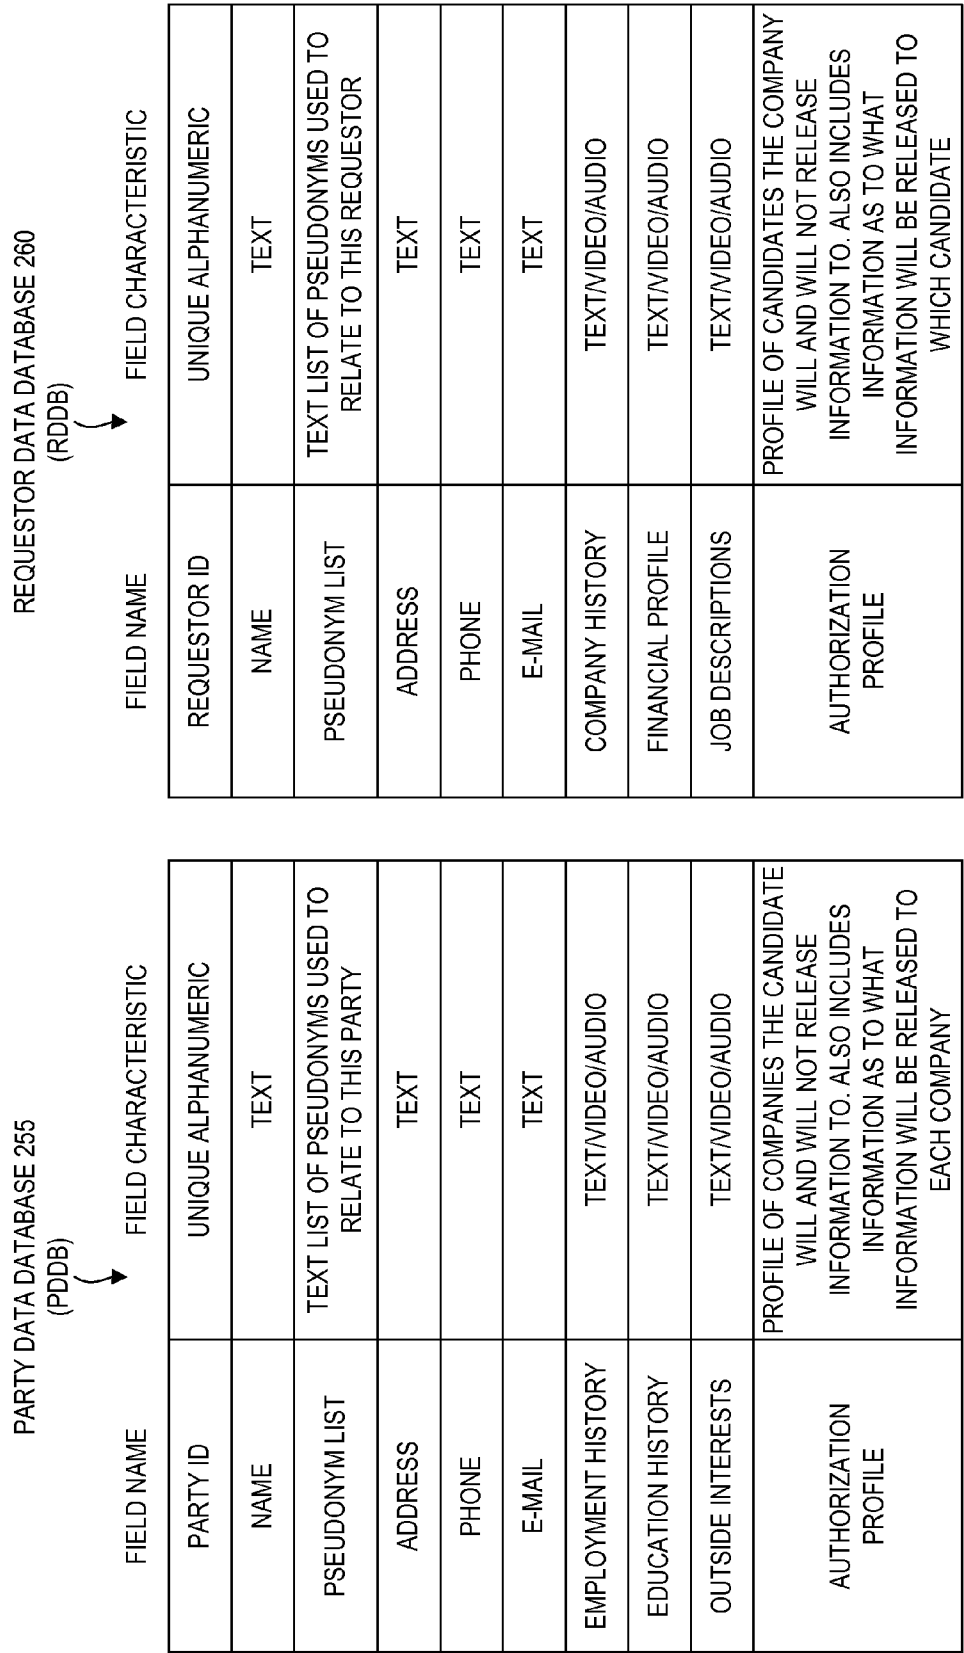 PARTY DATA DATABASE 255
(PDDB)
FIELD NAME
FIELD CHARACTERISTIC
PARTY ID
UNIQUE ALPHANUMERIC
NAME
TEXT
PSEUDONYM LIST
TEXT LIST OF PSEUDONYMS USED TO
RELATE TO THIS PARTY
ADDRESS
TEXT
PHONE
TEXT
E-MAIL
TEXT
EMPLOYMENT HISTORY
TEXT/VIDEO/AUDIO
EDUCATION HISTORY
TEXT/VIDEO/AUDIO
OUTSIDE INTERESTS
TEXT/VIDEO/AUDIO
AUTHORIZATION
PROFILE
PROFILE OF COMPANIES THE CANDIDATE
WILL AND WILL NOT RELEASE
INFORMATION TO. ALSO INCLUDES
INFORMATION AS TO WHAT
INFORMATION WILL BE RELEASED TO
EACH COMPANY
REQUESTOR DATA DATABASE 260
(RDDB)
FIELD NAME
FIELD CHARACTERISTIC
REQUESTOR ID
UNIQUE ALPHANUMERIC
NAME
TEXT
PSEUDONYM LIST
TEXT LIST OF PSEUDONYMS USED TO
RELATE TO THIS REQUESTOR
ADDRESS
TEXT
PHONE
TEXT
E-MAIL
TEXT
COMPANY HISTORY
TEXT/VIDEO/AUDIO
FINANCIAL PROFILE
TEXT/VIDEO/AUDIO
JOB DESCRIPTIONS
TEXT/VIDEO/AUDIO
AUTHORIZATION
PROFILE
PROFILE OF CANDIDATES THE COMPANY
WILL AND WILL NOT RELEASE
INFORMATION TO. ALSO INCLUDES
INFORMATION AS TO WHAT
INFORMATION WILL BE RELEASED TO
WHICH CANDIDATE